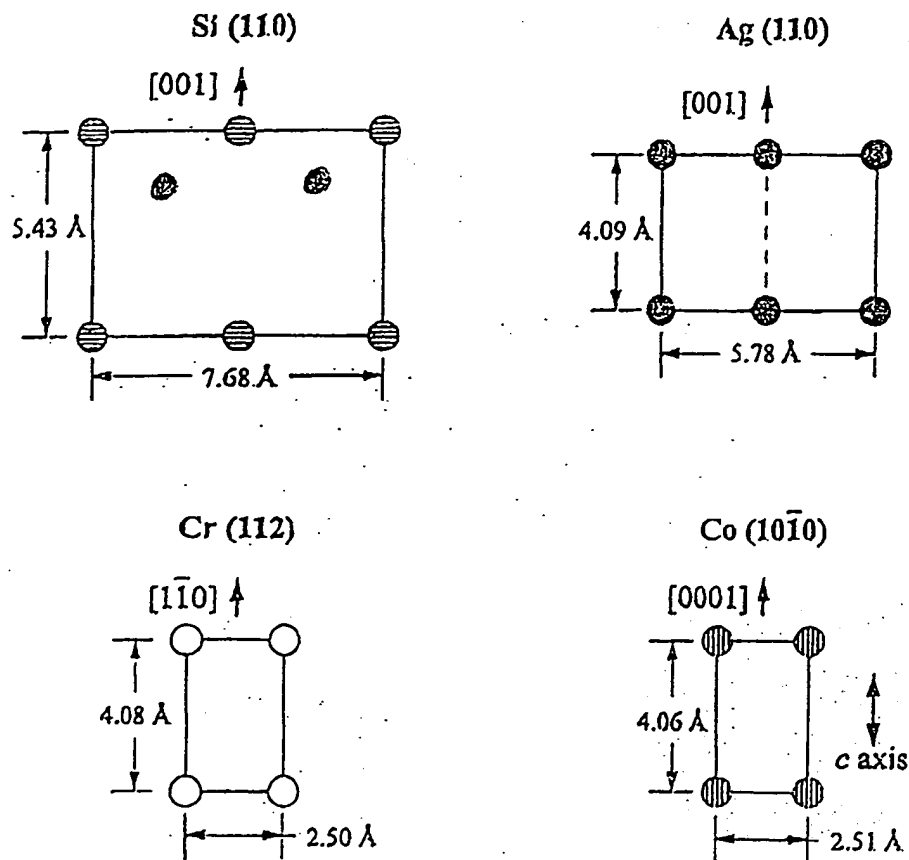 Si (110)
[001]
5.43 Å
7.68 Å
Ag (110)
[001]
4.09 Å
5.78 Å
Cr (112)
[11̅0]
4.08 Å
2.50 Å
Co (101̅0)
[0001]
4.06 Å
c axis
2.51 Å